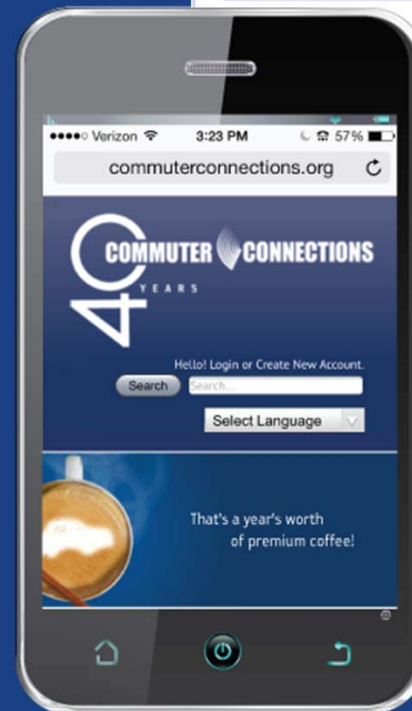 Verizon 3:23 PM 57%
commuterconnections.org
40
COMMUTER CONNECTIONS
YEARS
Hello! Login or Create New Account.
Search Search...
Select Language
That's a year's worth
of premium coffee!